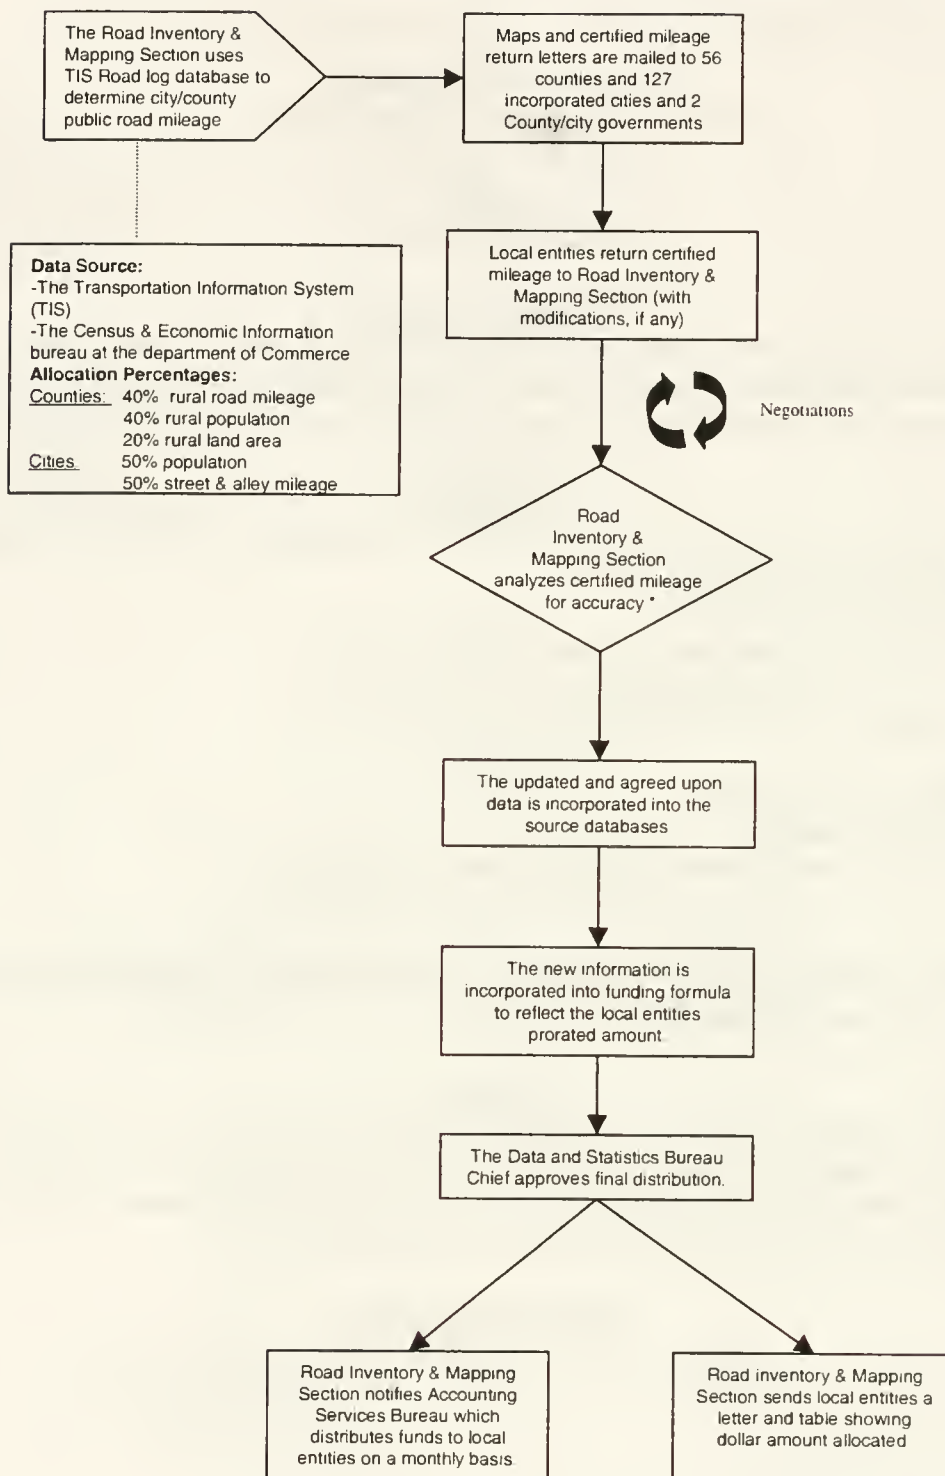 The Road Inventory &
Mapping Section uses
TIS Road log database to
determine city/county
public road mileage
Maps and certified mileage
return letters are mailed to 56
counties and 127
incorporated cities and 2
County/city governments
Data Source:
-The Transportation Information System
(TIS)
-The Census & Economic Information
bureau at the department of Commerce
Allocation Percentages:
Counties: 40% rural road mileage
40% rural population
20% rural land area
Cities 50% population
50% street & alley mileage
Local entities return certified
mileage to Road Inventory &
Mapping Section (with
modifications, if any)
Negotiations
Road
Inventory &
Mapping Section
analyzes certified mileage
for accuracy *
The updated and agreed upon
deta is incorporated into the
source databases
The new information is
incorporated into funding formula
to reflect the local entities
prorated amount
The Data and Statistics Bureau
Chief approves final distribution.
Road Inventory & Mapping
Section notifies Accounting
Services Bureau which
distributes funds to local
entities on a monthly basis
Road inventory & Mapping
Section sends local entities a
letter and table showing
dollar amount allocated